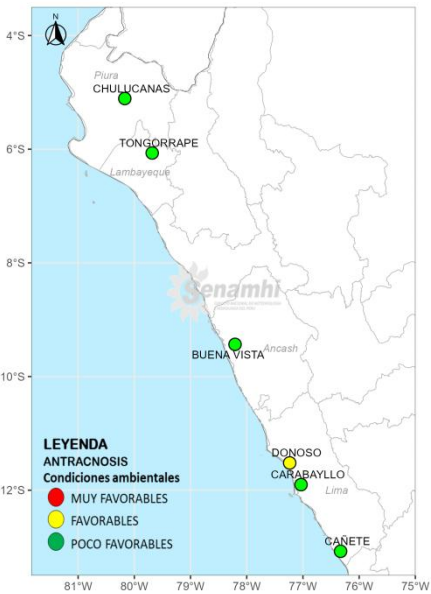 N
4°S
Piura
CHULUCANAS
TONGORRAPE
6°S
Lambayeque
8°S
Senamhi
Ancash
BUENA VISTA
10°S
LEYENDA
ANTRACNOSIS
Condiciones ambientales
MUY FAVORABLES
FAVORABLES
POCO FAVORABLES
DONOSO
CARABAYLLO
Lima
12°S
CAÑETE
81°W 80°W 79°W 78°W 77°W 76°W 75°W